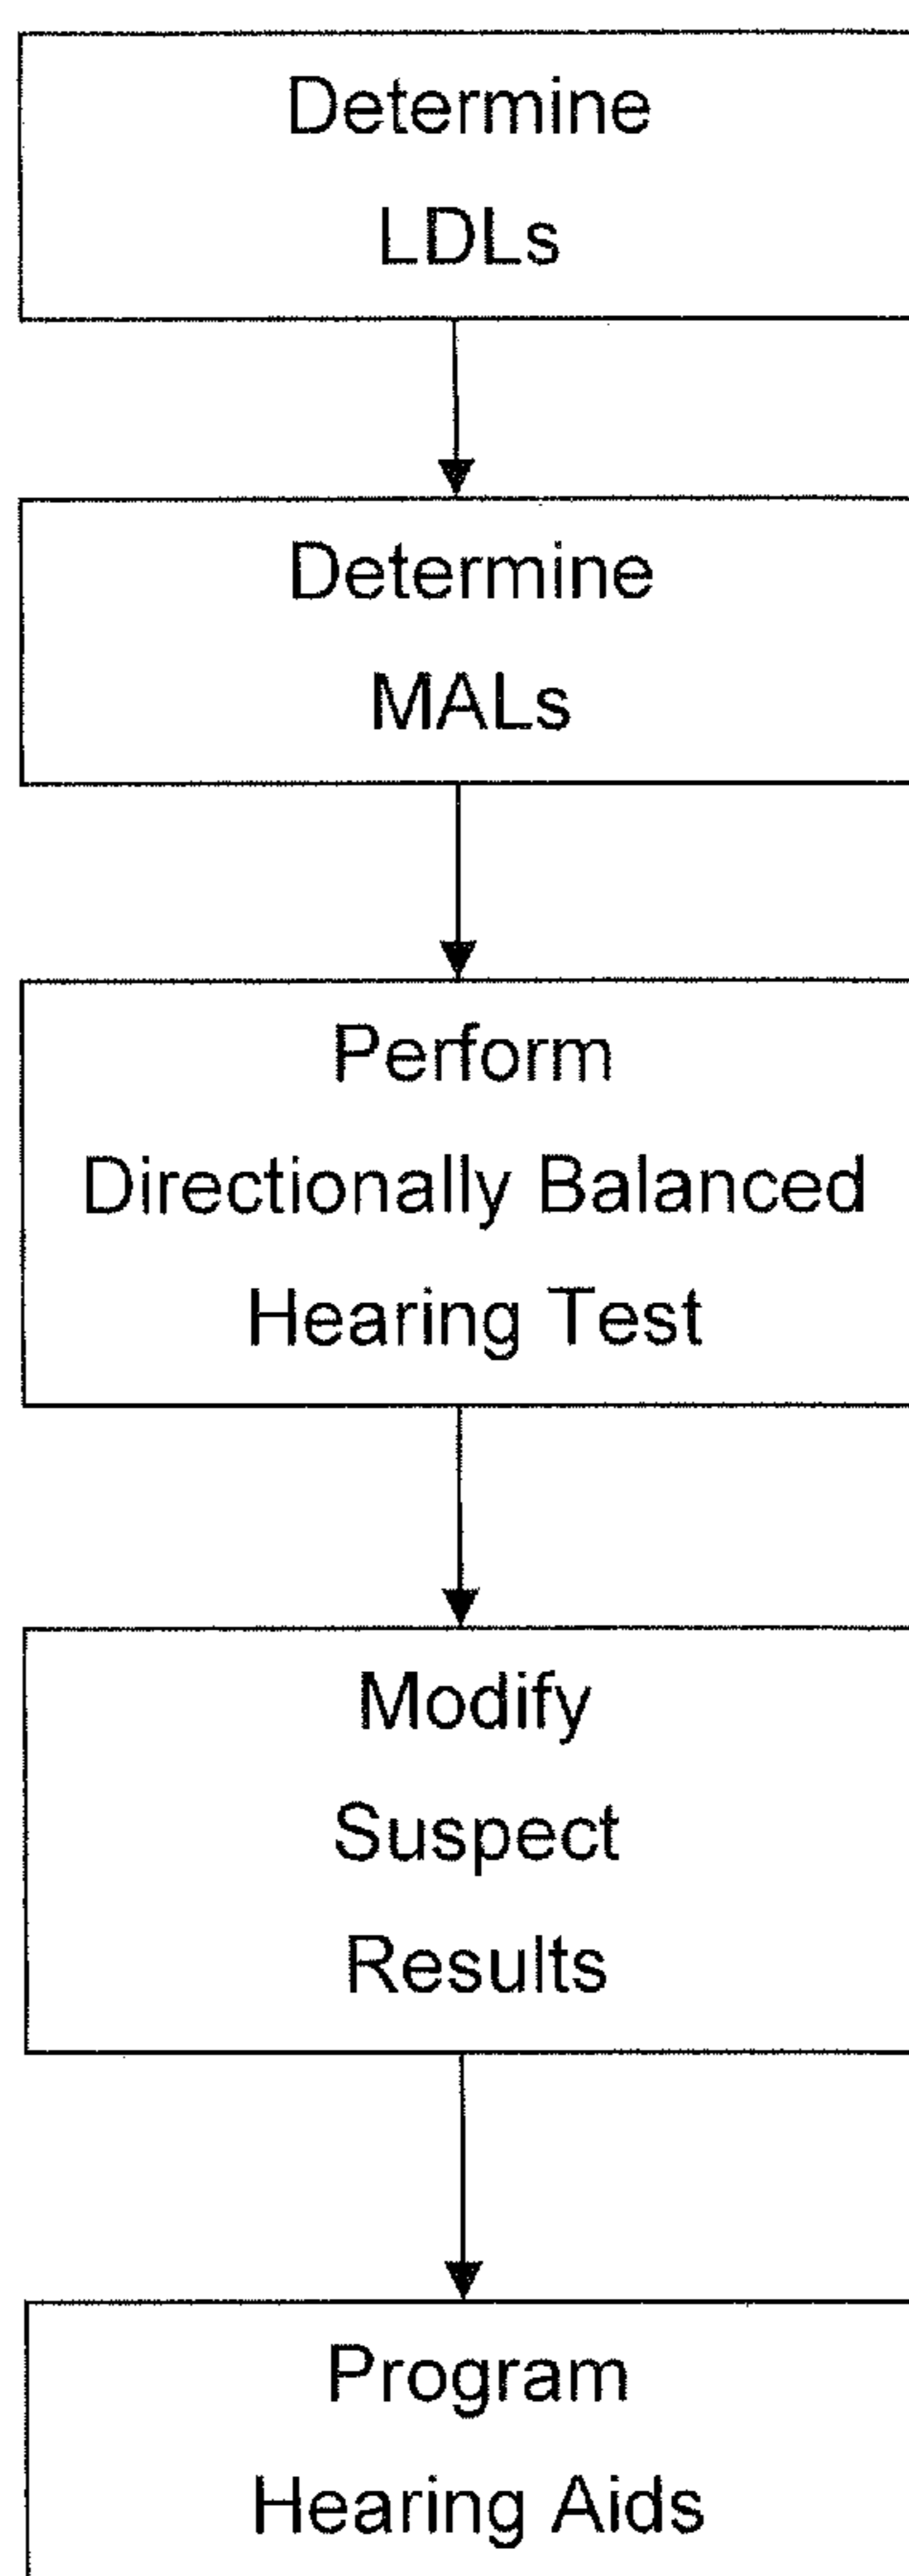 Determine
LDLs
Determine
MALs
Perform
Directionally Balanced
Hearing Test
Modify
Suspect
Results
Program
Hearing Aids